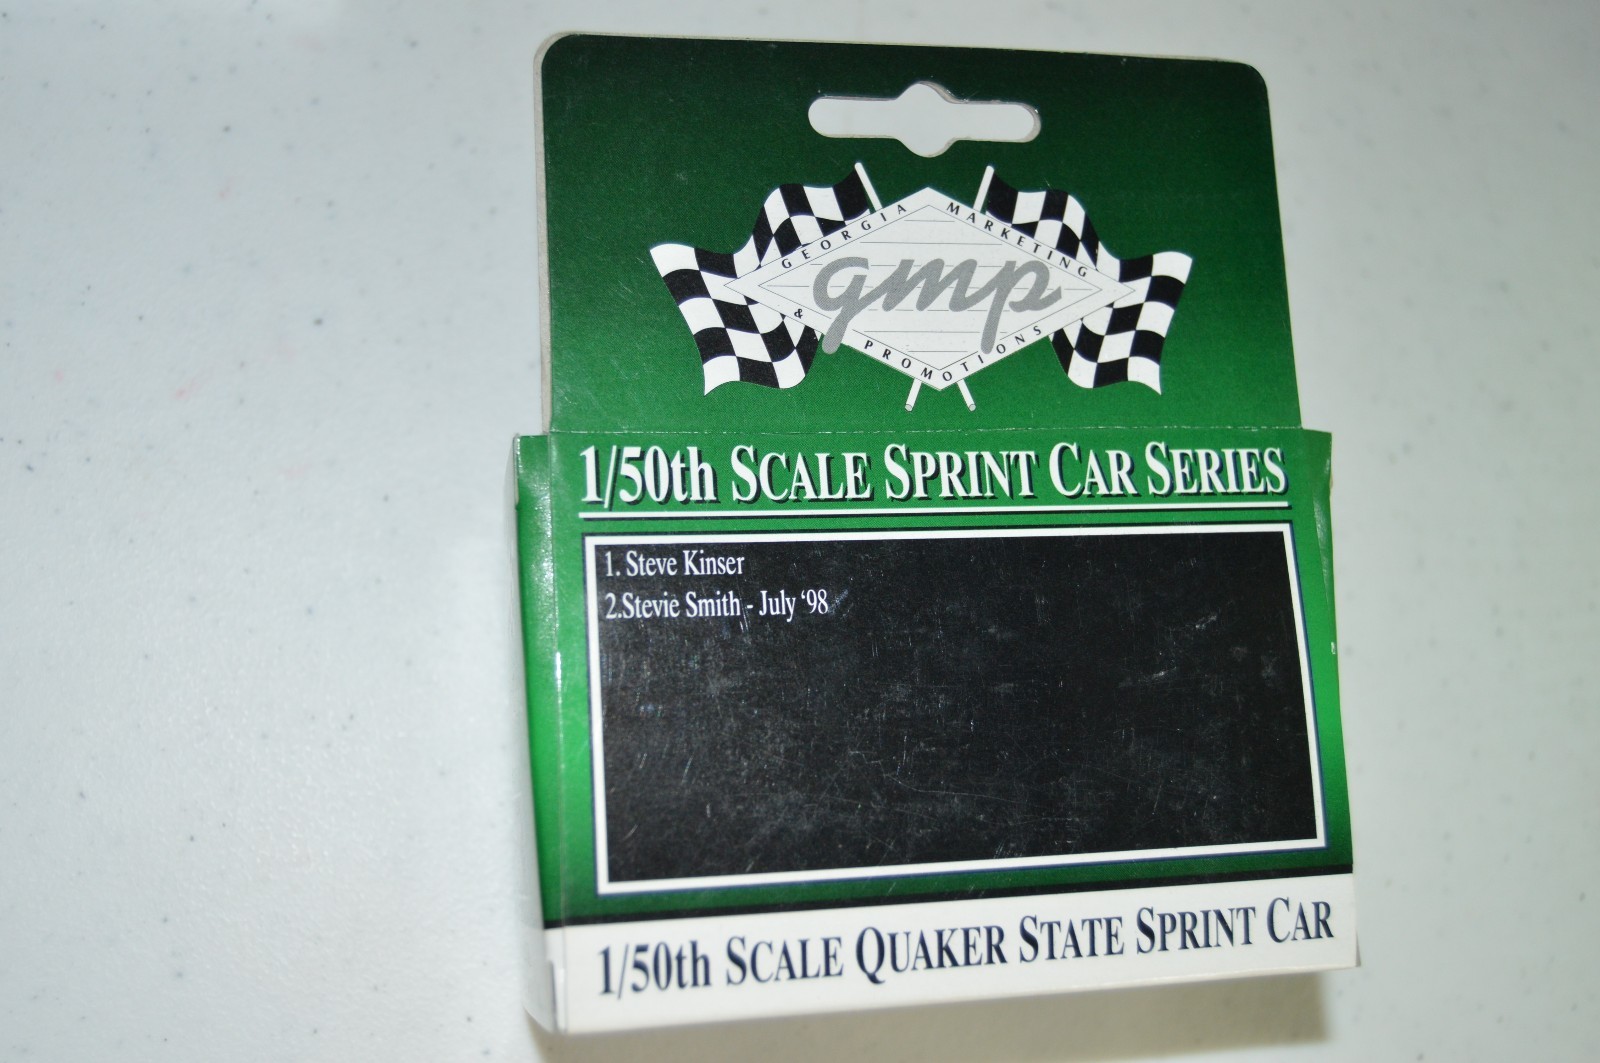 GEORGIA MARKETING
gmp
& PROMOTIONS
1/50th SCALE SPRINT CAR SERIES
1. Steve Kinser
2.Stevie Smith - July ‘98
1/50th SCALE QUAKER STATE SPRINT CAR